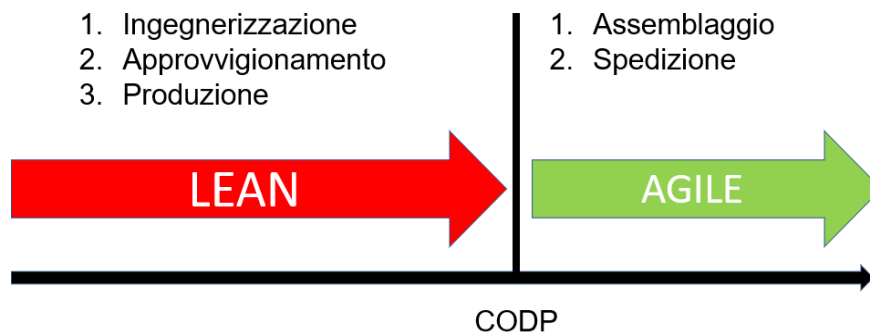 1. Ingegnerizzazione
2. Approvvigionamento
3. Produzione
1. Assemblaggio
2. Spedizione
LEAN
AGILE
CODP